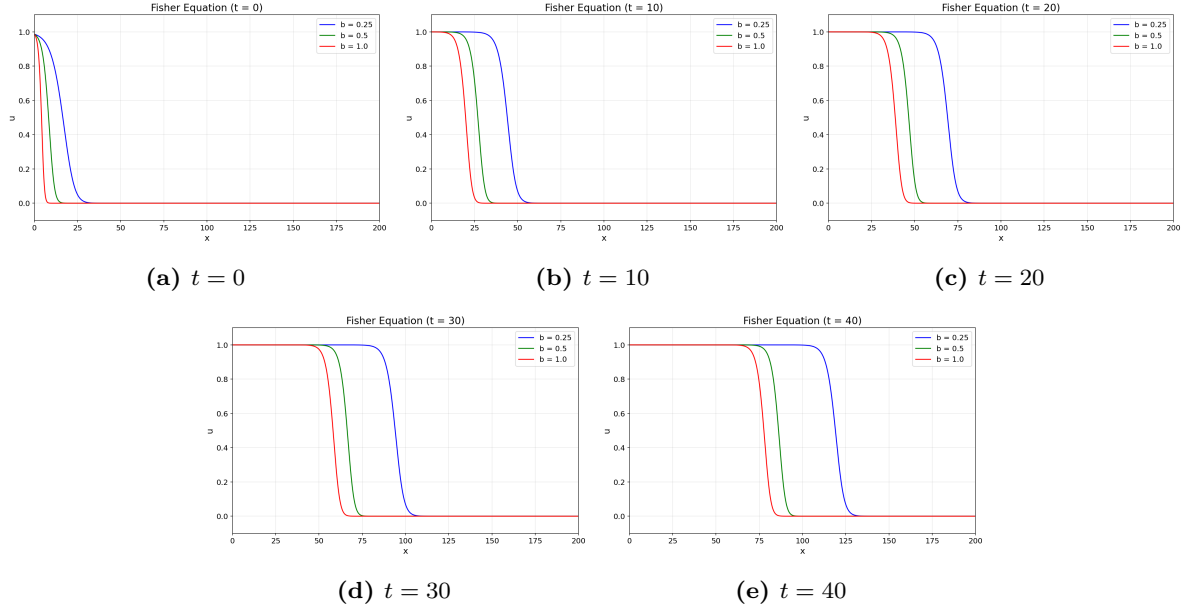 Fisher Equation (t = 0)
1.0
0.8
0.6
0.4
0.2
0.0
u
b = 0.25
b = 0.5
b = 1.0
0 25 50 75 100 125 150 175 200
x
(a) t = 0
Fisher Equation (t = 10)
1.0
0.8
0.6
0.4
0.2
0.0
u
b = 0.25
b = 0.5
b = 1.0
0 25 50 75 100 125 150 175 200
x
(b) t = 10
Fisher Equation (t = 20)
1.0
0.8
0.6
0.4
0.2
0.0
u
b = 0.25
b = 0.5
b = 1.0
0 25 50 75 100 125 150 175 200
x
(c) t = 20
Fisher Equation (t = 30)
1.0
0.8
0.6
0.4
0.2
0.0
u
b = 0.25
b = 0.5
b = 1.0
0 25 50 75 100 125 150 175 200
x
(d) t = 30
Fisher Equation (t = 40)
1.0
0.8
0.6
0.4
0.2
0.0
u
b = 0.25
b = 0.5
b = 1.0
0 25 50 75 100 125 150 175 200
x
(e) t = 40